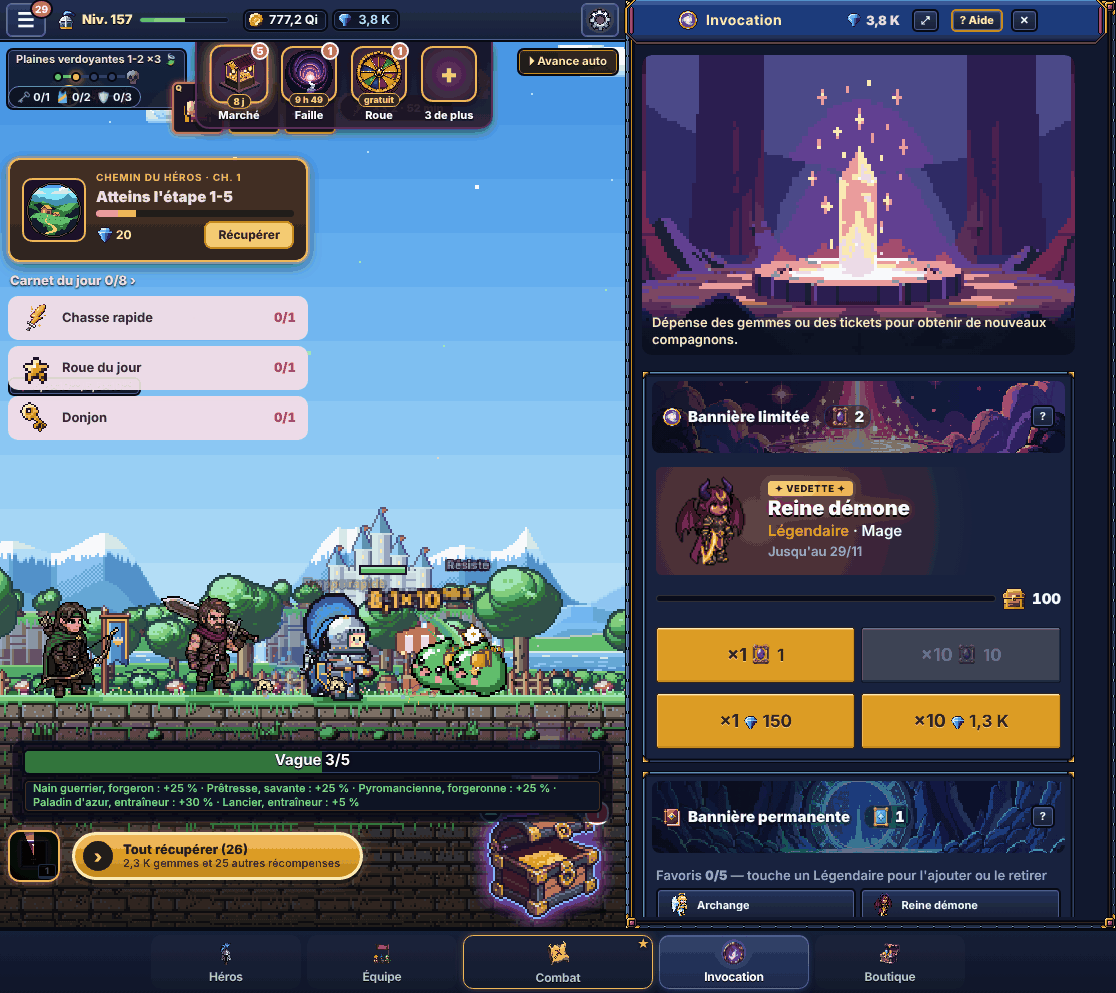 29
Niv. 157
777,2 Qi
3,8 K
Plaines verdoyantes 1-2 ×3
0/1 0/2 0/3
5
8 j
Marché
1
9 h 49
Faille
1
gratuit
Roue
+
3 de plus
Avance auto
CHEMIN DU HÉROS · CH. 1
Atteins l'étape 1-5
20
Récupérer
Carnet du jour 0/8 ›
Chasse rapide 0/1
Roue du jour 0/1
Donjon 0/1
Résiste
Vague 3/5
Nain guerrier, forgeron : +25 % · Prêtresse, savante : +25 % · Pyromancienne, forgeronne : +25 % ·
Paladin d'azur, entraîneur : +30 % · Lancier, entraîneur : +5 %
1
Tout récupérer (26)
2,3 K gemmes et 25 autres récompenses
Invocation
3,8 K
? Aide
×
Dépense des gemmes ou des tickets pour obtenir de nouveaux
compagnons.
Bannière limitée 2
?
✦ VEDETTE ✦
Reine démone
Légendaire · Mage
Jusqu'au 29/11
100
×1 1
×10 10
×1 150
×10 1,3 K
Bannière permanente 1
?
Favoris 0/5 — touche un Légendaire pour l'ajouter ou le retirer
Archange
Reine démone
Héros
Équipe
Combat
Invocation
Boutique